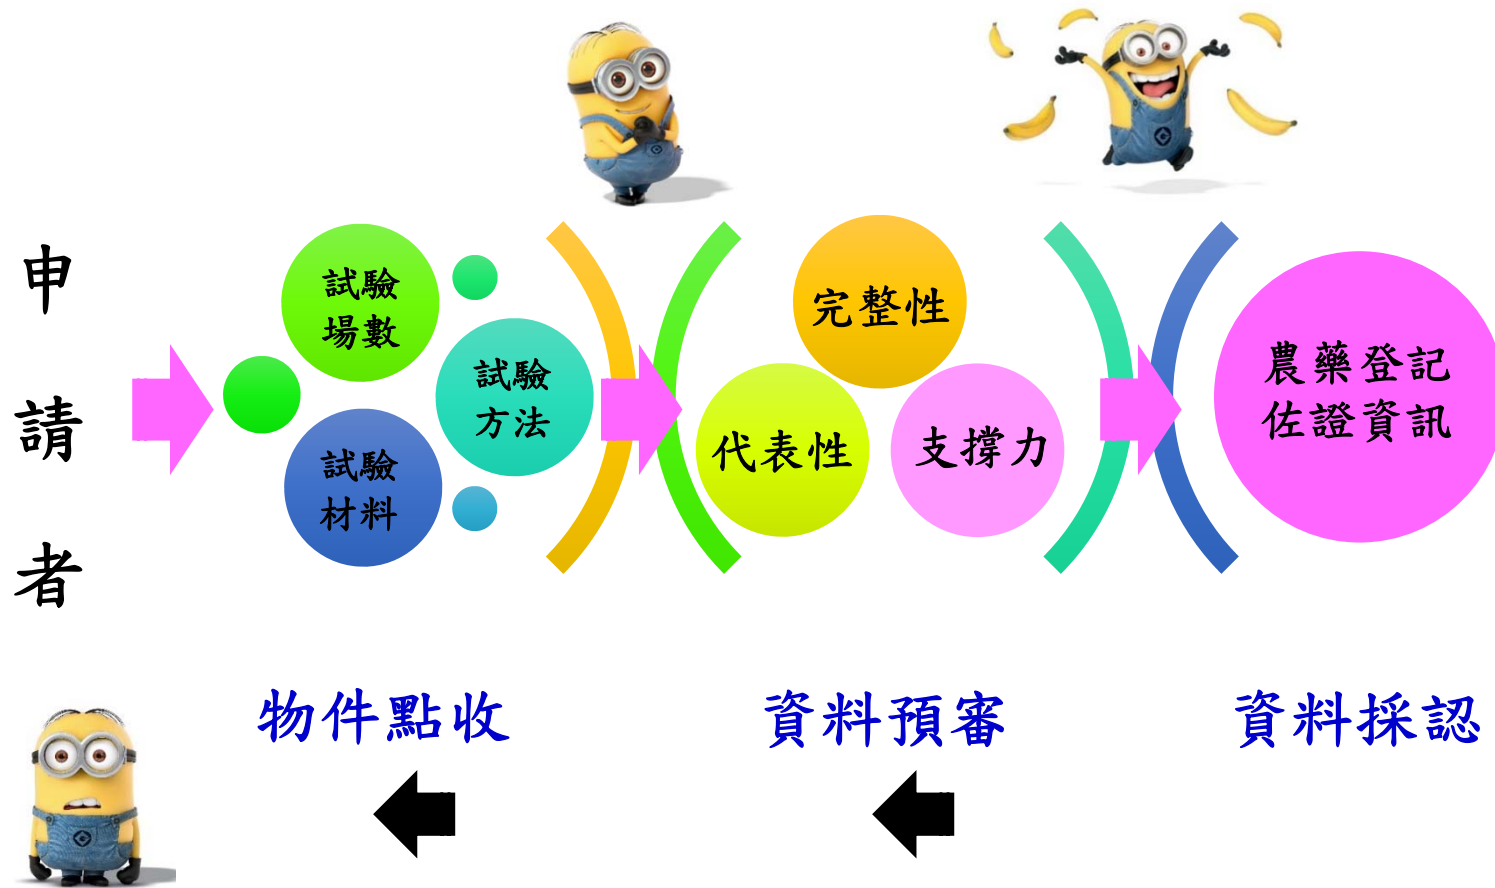 申
請
者
試驗
場數
試驗
方法
試驗
材料
完整性
代表性
支撐力
農藥登記
佐證資訊
物件點收
資料預審
資料採認